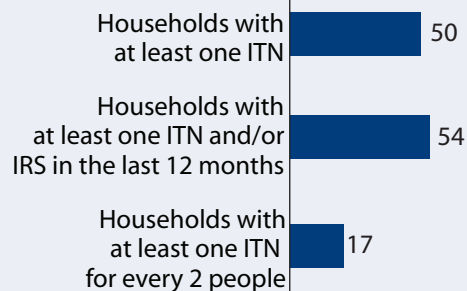 Households with
at least one ITN
50
Households with
at least one ITN and/or
IRS in the last 12 months
54
Households with
at least one ITN
for every 2 people
17